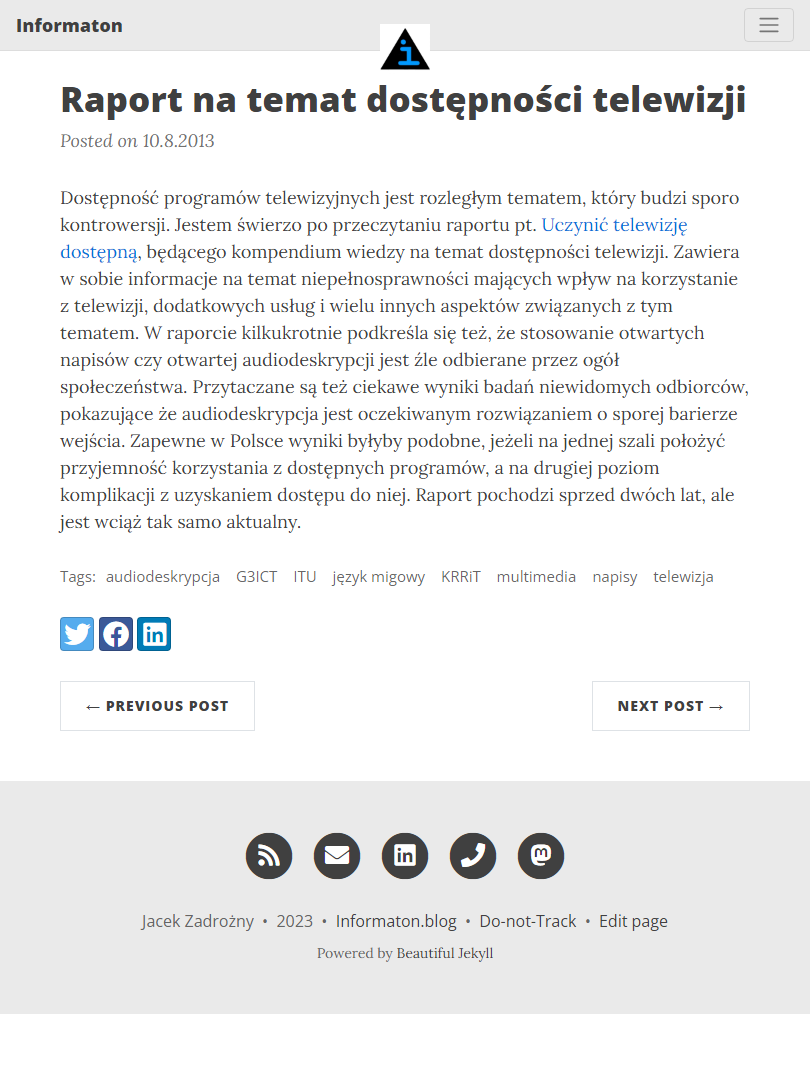 Informaton
Raport na temat dostępności telewizji
Posted on 10.8.2013
Dostępność programów telewizyjnych jest rozległym tematem, który budzi sporo
kontrowersji. Jestem świerzo po przeczytaniu raportu pt. Uczynić telewizję
dostępną, będącego kompendium wiedzy na temat dostępności telewizji. Zawiera
w sobie informacje na temat niepełnosprawności mających wpływ na korzystanie
z telewizji, dodatkowych usług i wielu innych aspektów związanych z tym
tematem. W raporcie kilkukrotnie podkreśla się też, że stosowanie otwartych
napisów czy otwartej audiodeskrypcji jest źle odbierane przez ogół
społeczeństwa. Przytaczane są też ciekawe wyniki badań niewidomych odbiorców,
pokazujące że audiodeskrypcja jest oczekiwanym rozwiązaniem o sporej barierze
wejścia. Zapewne w Polsce wyniki byłyby podobne, jeżeli na jednej szali położyć
przyjemność korzystania z dostępnych programów, a na drugiej poziom
komplikacji z uzyskaniem dostępu do niej. Raport pochodzi sprzed dwóch lat, ale
jest wciąż tak samo aktualny.
Tags: audiodeskrypcja G3ICT ITU język migowy KRRiT multimedia napisy telewizja
← PREVIOUS POST
NEXT POST →
Jacek Zadrożny • 2023 • Informaton.blog • Do-not-Track • Edit page
Powered by Beautiful Jekyll